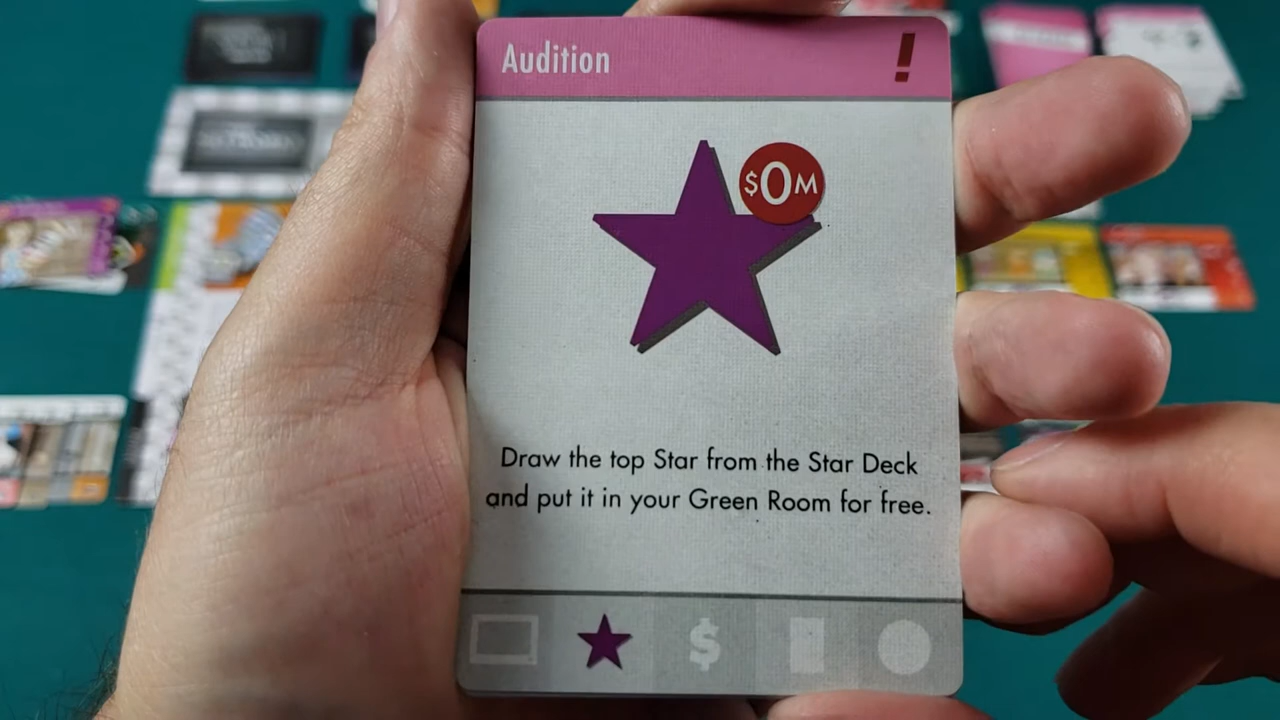 Audition !
$0M
Draw the top Star from the Star Deck
and put it in your Green Room for free.
$